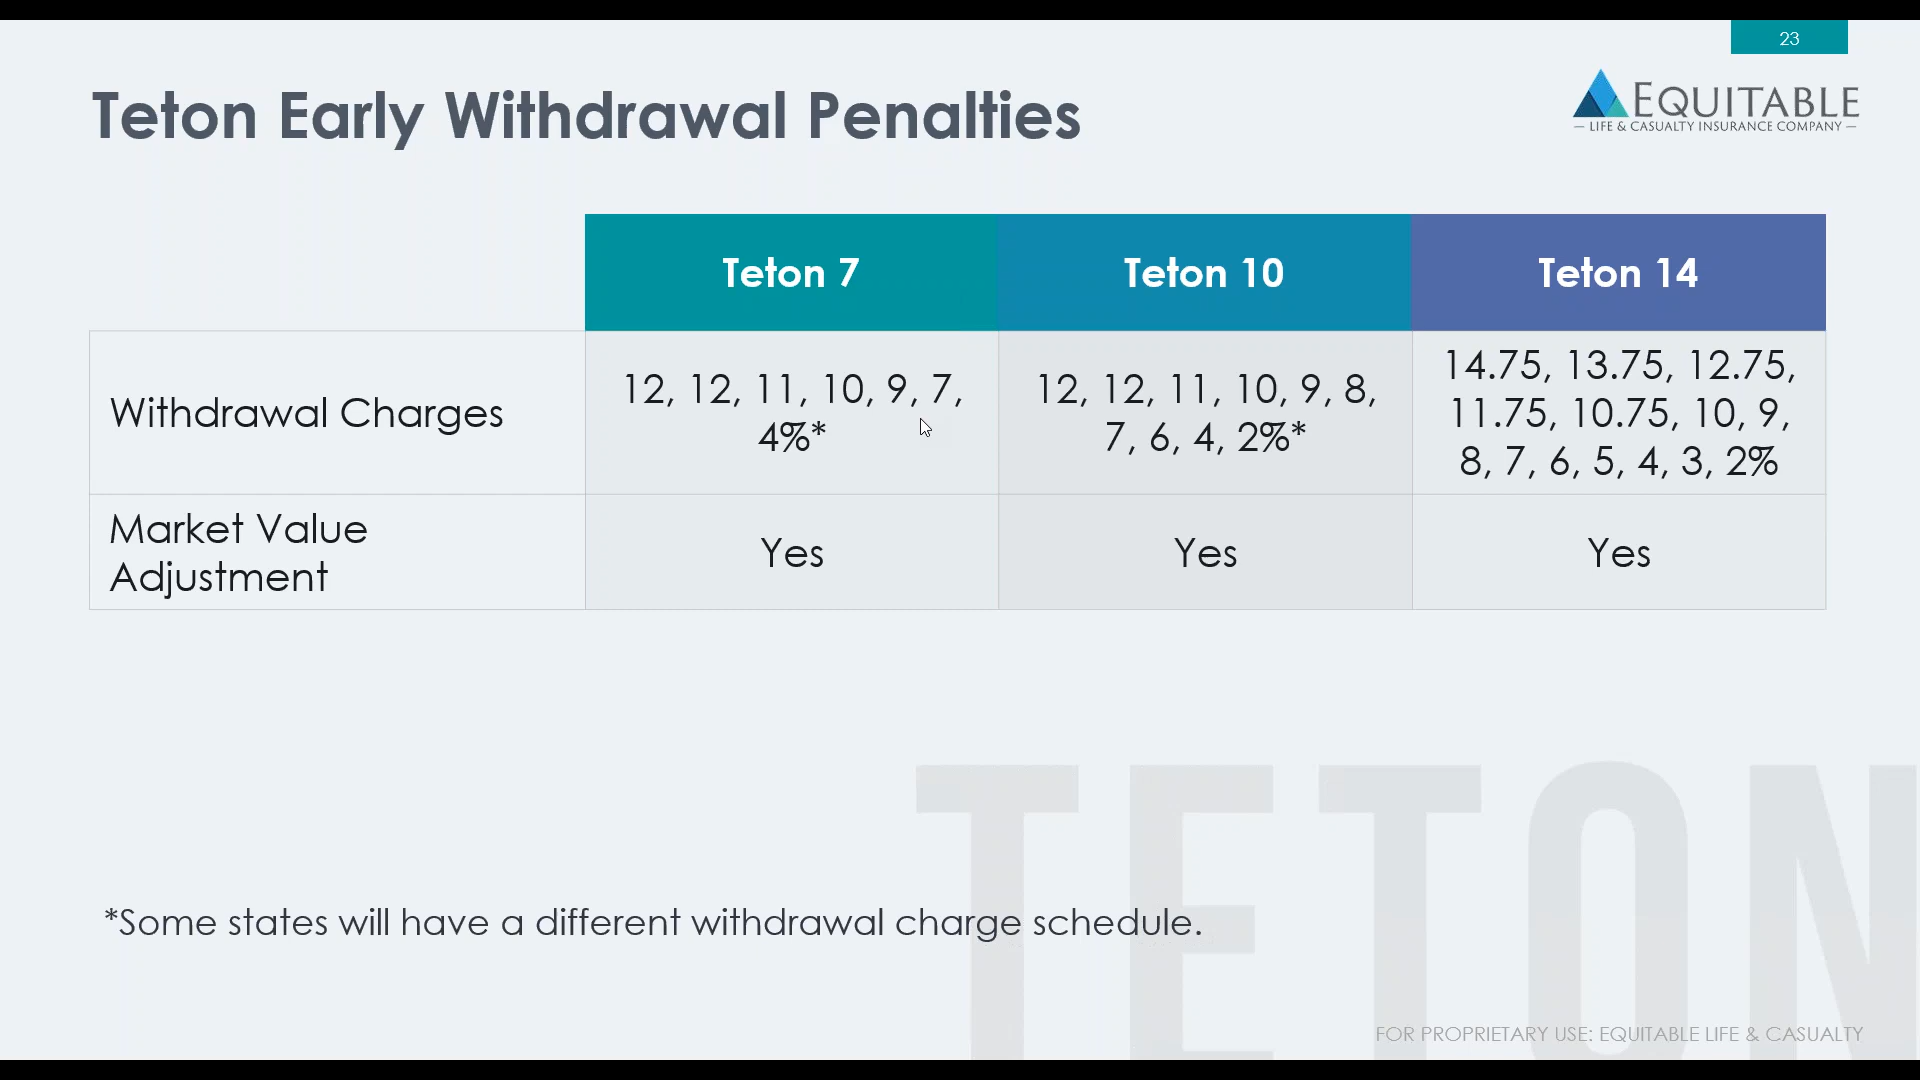 23
Teton Early Withdrawal Penalties
EQUITABLE
LIFE & CASUALTY INSURANCE COMPANY
Teton 7
Teton 10
Teton 14
Withdrawal Charges
12, 12, 11, 10, 9, 7,
4%*
12, 12, 11, 10, 9, 8,
7, 6, 4, 2%*
14.75, 13.75, 12.75,
11.75, 10.75, 10, 9,
8, 7, 6, 5, 4, 3, 2%
Market Value
Adjustment
Yes
Yes
Yes
*Some states will have a different withdrawal charge schedule.
TETON
FOR PROPRIETARY USE: EQUITABLE LIFE & CASUALTY